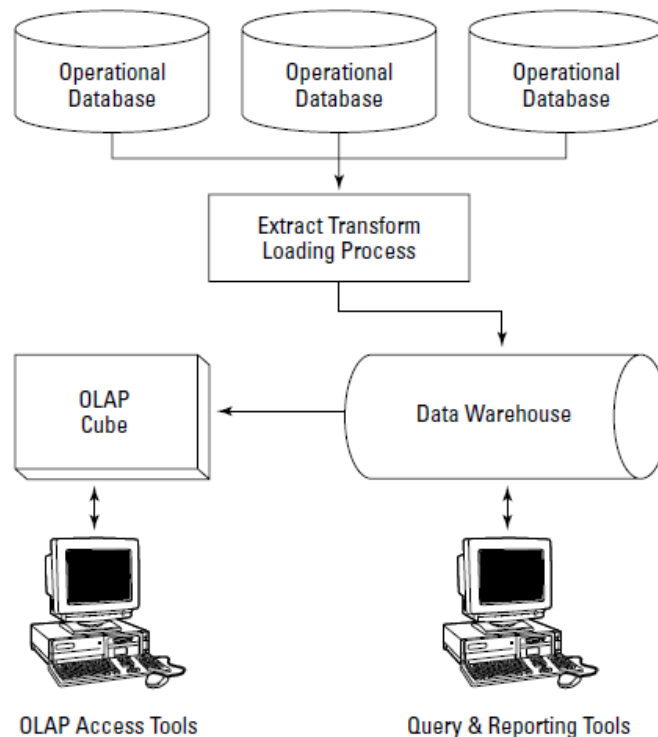 Operational
Database
Operational
Database
Operational
Database
Extract Transform
Loading Process
OLAP
Cube
Data Warehouse
OLAP Access Tools
Query & Reporting Tools